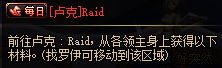 每日 [卢克]Raid
前往卢克：Raid，从各领主身上获得以下
材料。(找罗伊可移动到该区域)